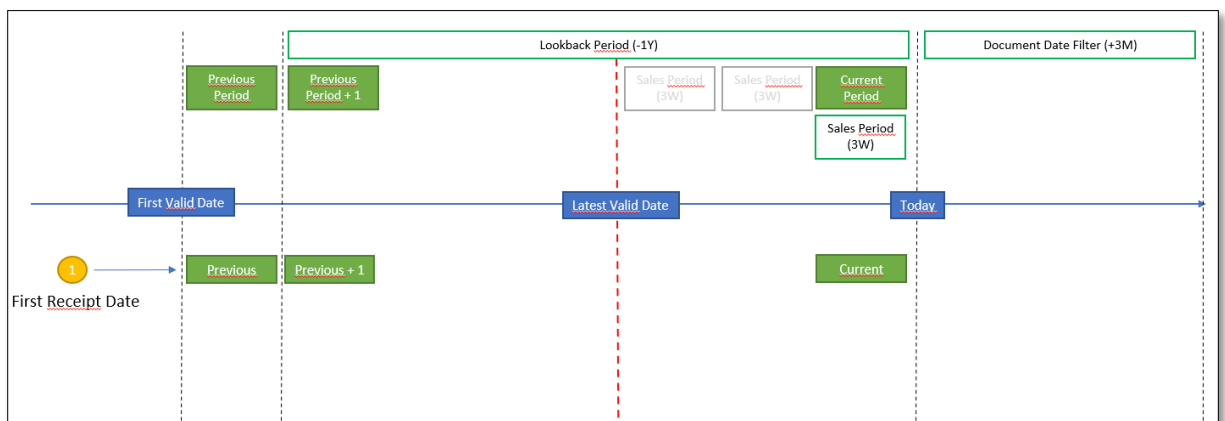 Lookback Period (-1Y)
Document Date Filter (+3M)
Previous
Period
Previous
Period + 1
Sales Period
(3W)
Sales Period
(3W)
Current
Period
Sales Period
(3W)
First Valid Date
Latest Valid Date
Today
1
Previous
Previous + 1
Current
First Receipt Date